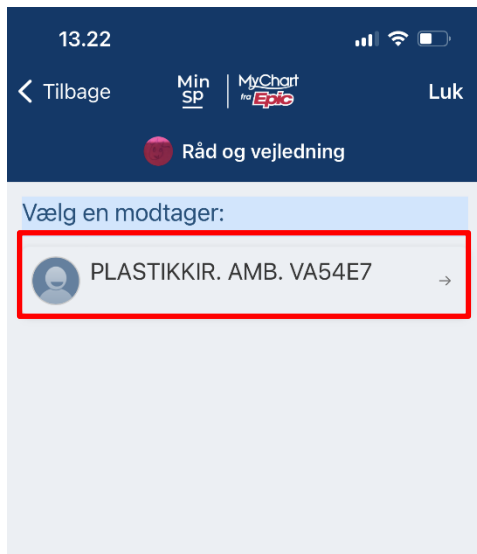 13.22
Tilbage
Min SP
MyChart
fra Epic
Luk
Råd og vejledning
Vælg en modtager:
PLASTIKKIR. AMB. VA54E7